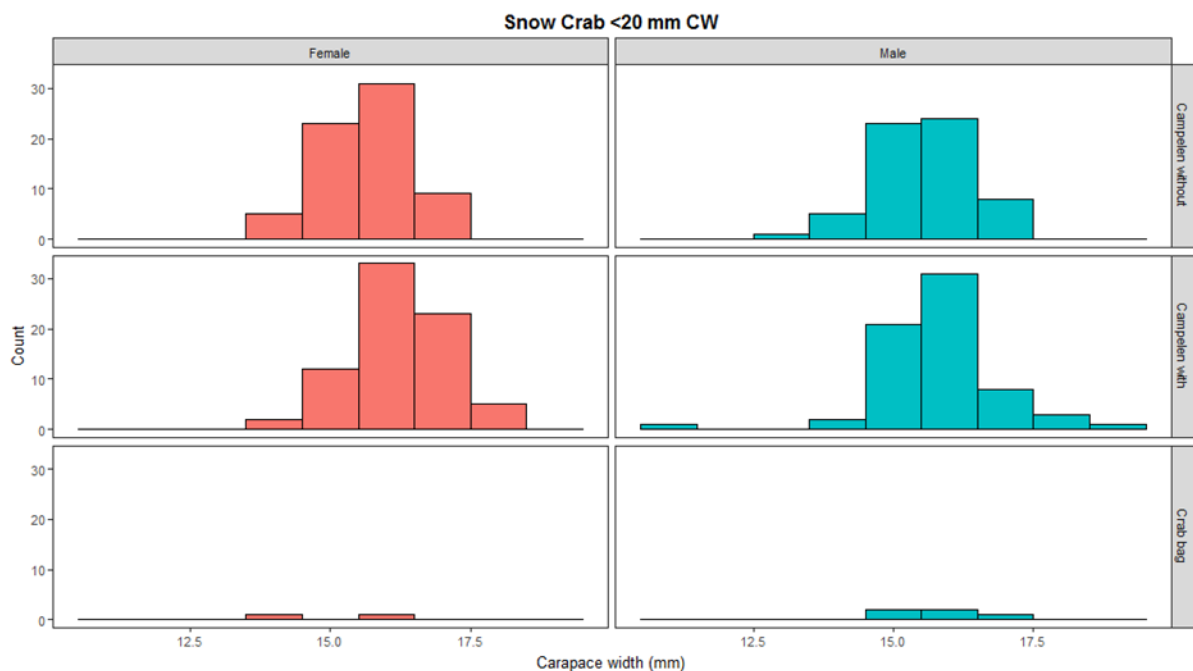 Snow Crab <20 mm CW
Female
Male
30
20
10
0
Campelen without
30
20
10
0
Campelen with
30
20
10
0
Crab bag
Count
12.5
15.0
17.5
12.5
15.0
17.5
Carapace width (mm)